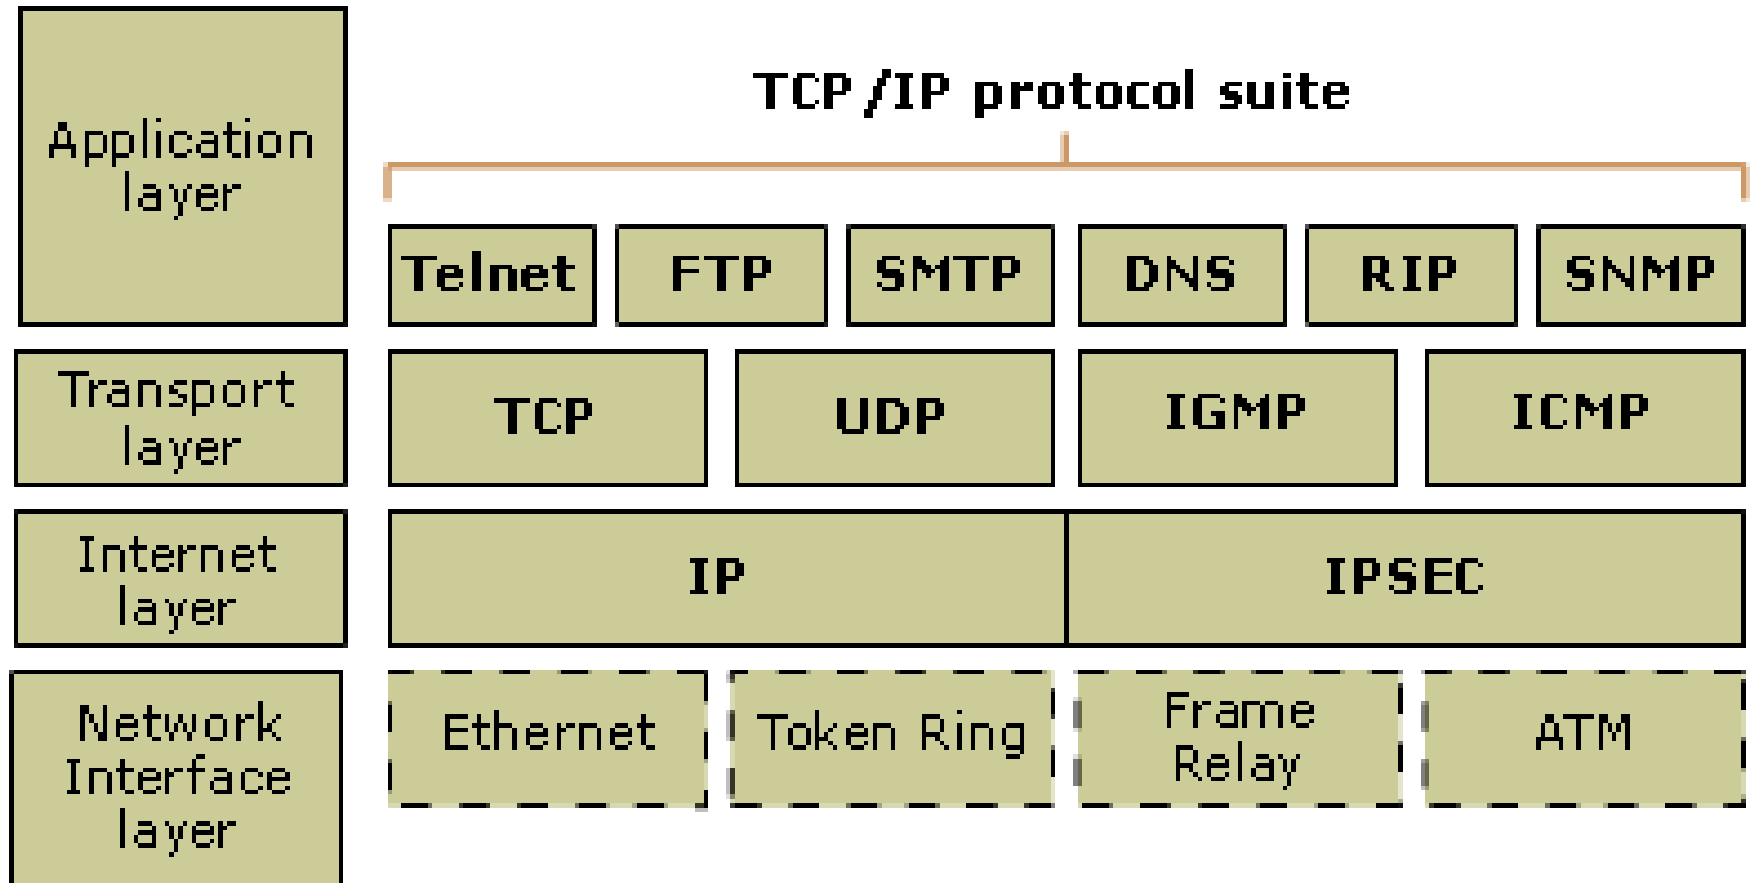 Application
layer
TCP/IP protocol suite
Telnet
FTP
SMTP
DNS
RIP
SNMP
Transport
layer
TCP
UDP
IGMP
ICMP
Internet
layer
IP
IPSEC
Network
Interface
layer
Ethernet
Token Ring
Frame
Relay
ATM